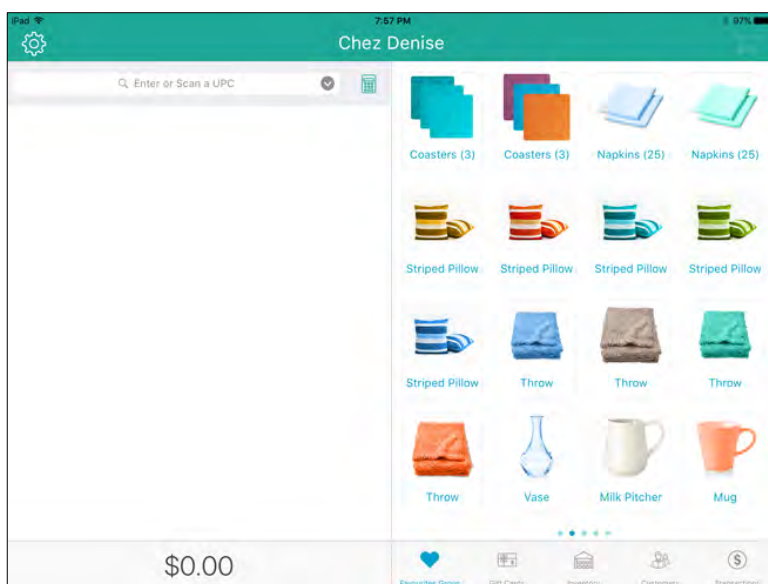 iPad 7:57 PM 97%
Chez Denise
Enter or Scan a UPC
Coasters (3) Coasters (3) Napkins (25) Napkins (25)
Striped Pillow Striped Pillow Striped Pillow Striped Pillow
Striped Pillow Throw Throw Throw
Throw Vase Milk Pitcher Mug
$0.00
Favourites Group Gift Cards Inventory Customers Transactions